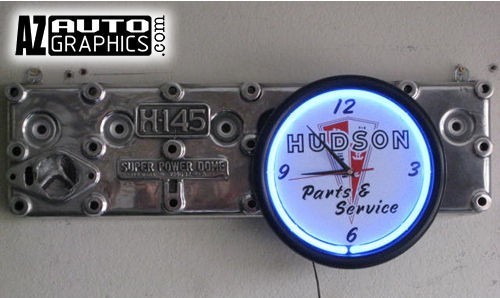 AZ AUTO
GRAPHICS.com
H-145
SUPER POWER DOME
12
HUDSON
9
3
Parts &
Service
6